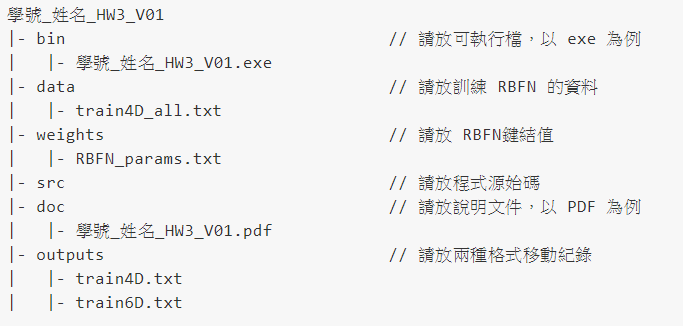 學號_姓名_HW3_V01
|- bin // 請放可執行檔，以 exe 為例
| |- 學號_姓名_HW3_V01.exe
|- data // 請放訓練 RBFN 的資料
| |- train4D_all.txt
|- weights // 請放 RBFN鍵結值
| |- RBFN_params.txt
|- src // 請放程式源始碼
|- doc // 請放說明文件，以 PDF 為例
| |- 學號_姓名_HW3_V01.pdf
|- outputs // 請放兩種格式移動紀錄
| |- train4D.txt
| |- train6D.txt